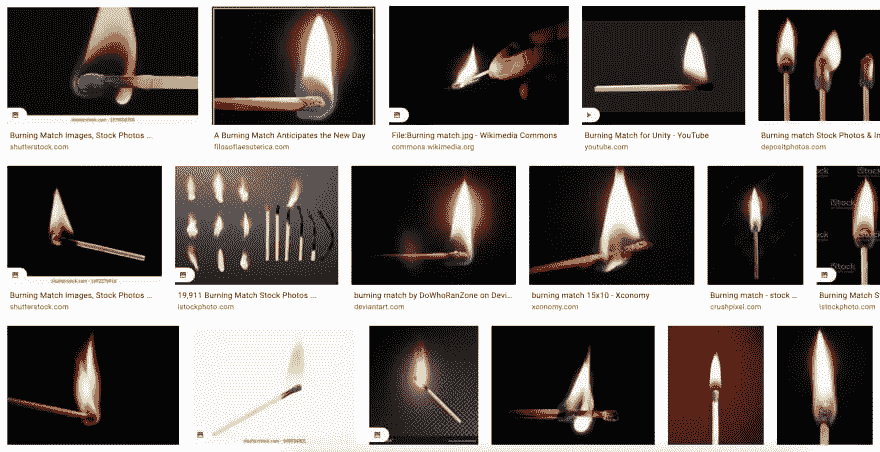 Burning Match Images, Stock Photos ...
shutterstock.com
A Burning Match Anticipates the New Day
filosofiaesuterica.com
File:Burning match.jpg - Wikimedia Commons
commons.wikimedia.org
Burning Match for Unity - YouTube
youtube.com
Burning match Stock Photos & In
depositphotos.com
iStock
iStock
iStock
Burning Match Images, Stock Photos ...
shutterstock.com
19,911 Burning Match Stock Photos ...
istockphoto.com
burning match by DoWhoRanZone on Devi...
deviantart.com
burning match 15x10 - Xconomy
xconomy.com
Burning match - stock ...
crushpixel.com
Burning Match S
istockphoto.com